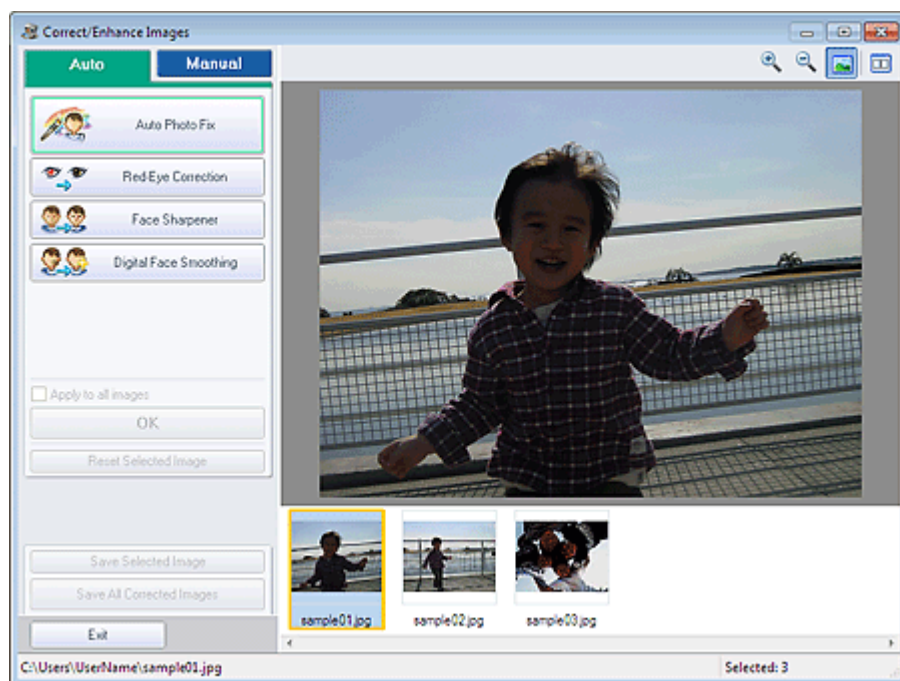 Correct/Enhance Images
Auto
Manual
Auto Photo Fix
Red-Eye Correction
Face Sharpener
Digital Face Smoothing
Apply to all images
OK
Reset Selected Image
Save Selected Image
Save All Corrected Images
Exit
sample01.jpg
sample02.jpg
sample03.jpg
C:\Users\UserName\sample01.jpg
Selected: 3